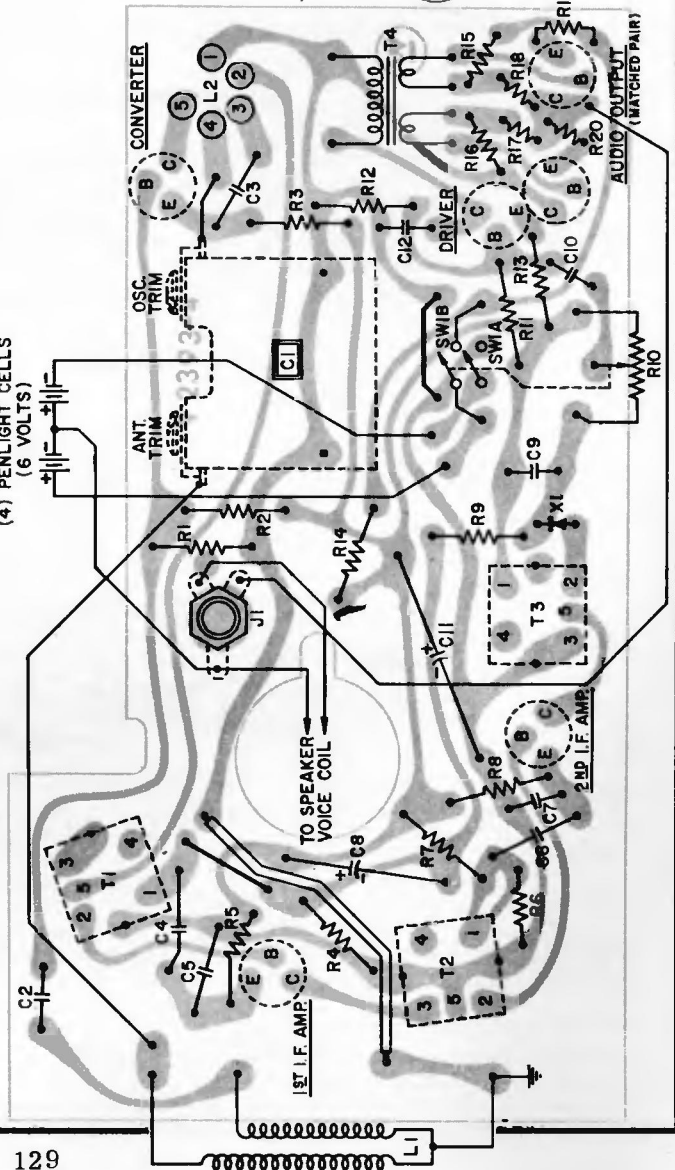 (4) PENLIGHT CELLS
(6 VOLTS)
+ - + -
CONVERTER
B C
E
5 1
4 L2 2
3
ANT.
TRIM
OSC.
TRIM
C1
C3
R3
R12
C12
T4
R15
R18
R16
R17
R20
E
C
B
AUDIO OUTPUT
(MATCHED PAIR)
E
C
B
DRIVER
C
E
B
R13
R11
C10
SW1B
SW1A
R10
R1
R2
J1
R14
TO SPEAKER
VOICE COIL
C11
+
-
R9
C9
X1
1 2
4 T3 5
3
B C
E
2ND I.F. AMP.
R8
C7
C6
R7
C8
+
-
R6
T2
4 1
3 5 2
R4
R5
E B
C
1ST I.F. AMP.
C5
C4
T1
3 4
5
2 1
C2
L1
129